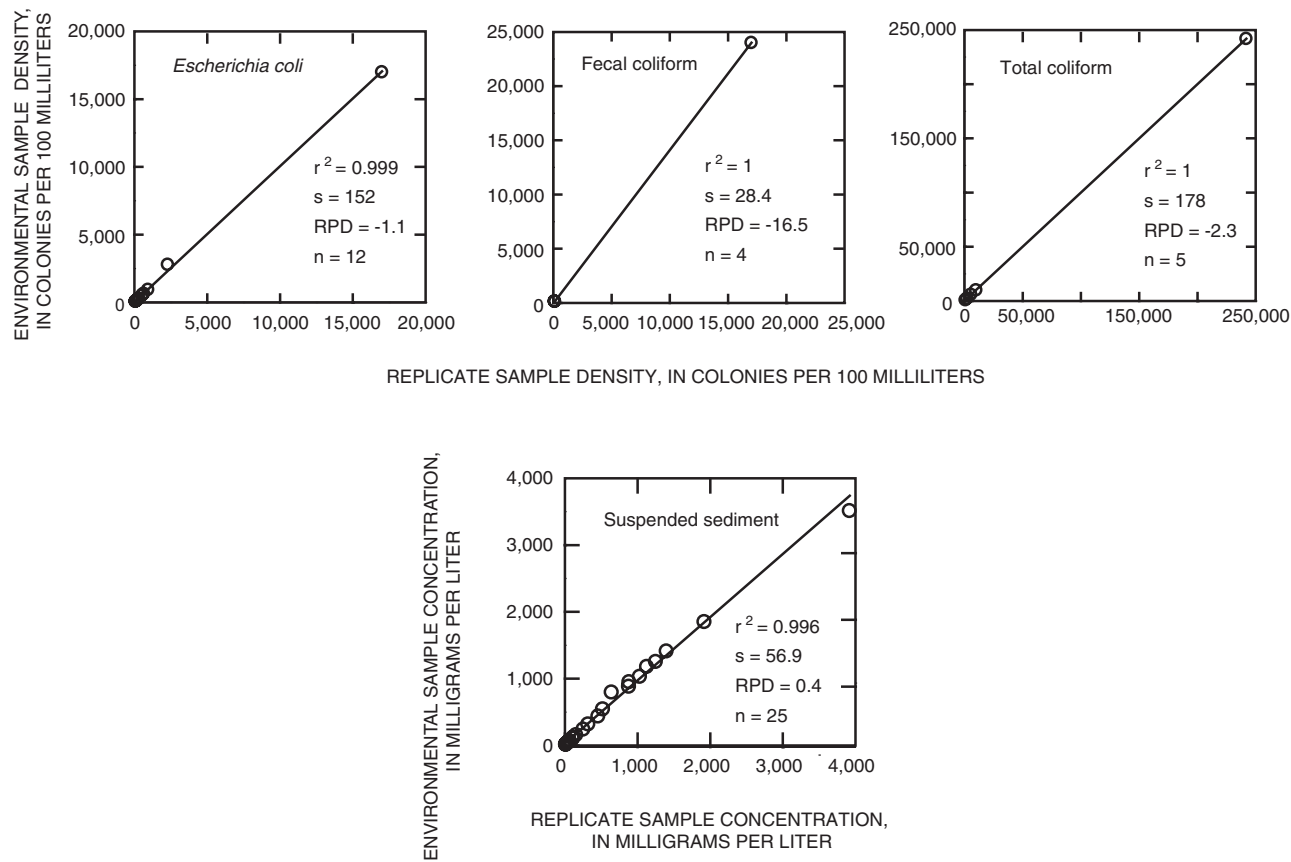 ENVIRONMENTAL SAMPLE DENSITY,
IN COLONIES PER 100 MILLILITERS
20,000
15,000
10,000
5,000
0
Escherichia coli
r 2 = 0.999
s = 152
RPD = -1.1
n = 12
0 5,000 10,000 15,000 20,000
25,000
20,000
15,000
10,000
5,000
0
Fecal coliform
r 2 = 1
s = 28.4
RPD = -16.5
n = 4
0 5,000 10,000 15,000 20,000 25,000
250,000
150,000
50,000
0
Total coliform
r 2 = 1
s = 178
RPD = -2.3
n = 5
0 50,000 150,000 250,000
REPLICATE SAMPLE DENSITY, IN COLONIES PER 100 MILLILITERS
ENVIRONMENTAL SAMPLE CONCENTRATION,
IN MILLIGRAMS PER LITER
4,000
3,000
2,000
1,000
0
Suspended sediment
r 2 = 0.996
s = 56.9
RPD = 0.4
n = 25
0 1,000 2,000 3,000 4,000
REPLICATE SAMPLE CONCENTRATION,
IN MILLIGRAMS PER LITER